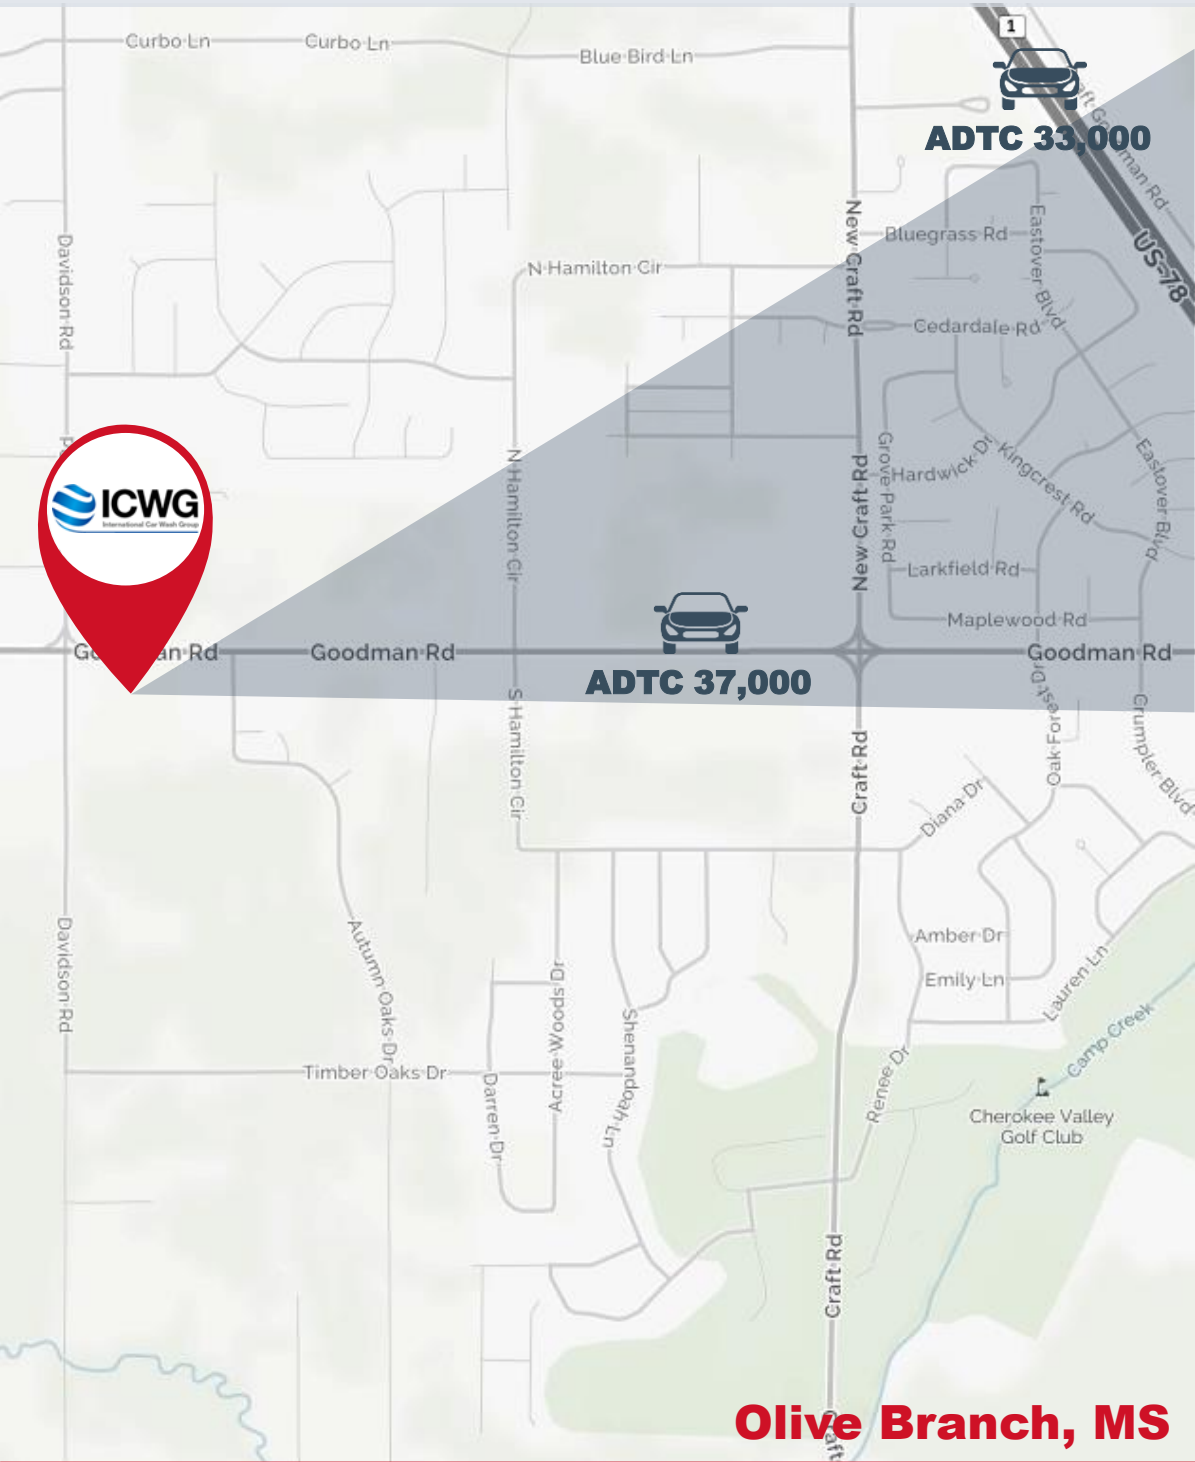 Curbo Ln
Curbo Ln
Blue Bird Ln
1
ADTC 33,000
New Craft Rd
Bluegrass Rd
Eastover Blvd
US-78
Davidson Rd
N Hamilton Cir
Cedardale Rd
ICWG
International Car Wash Group
N Hamilton Cir
New Craft Rd
Grove Park Rd
Hardwick Dr
Kingcrest Rd
Eastover Blvd
Larkfield Rd
Maplewood Rd
Goodman Rd
Goodman Rd
ADTC 37,000
S Hamilton Cir
Oak Forest Dr
Crumpler Blvd
Craft Rd
Diana Dr
Davidson Rd
Autumn Oaks Dr
Amber Dr
Emily Ln
Lauren Ln
Acree Woods Dr
Shenandoah Ln
Camp Creek
Timber Oaks Dr
Darren Dr
Renee Dr
Cherokee Valley
Golf Club
Craft Rd
Olive Branch, MS